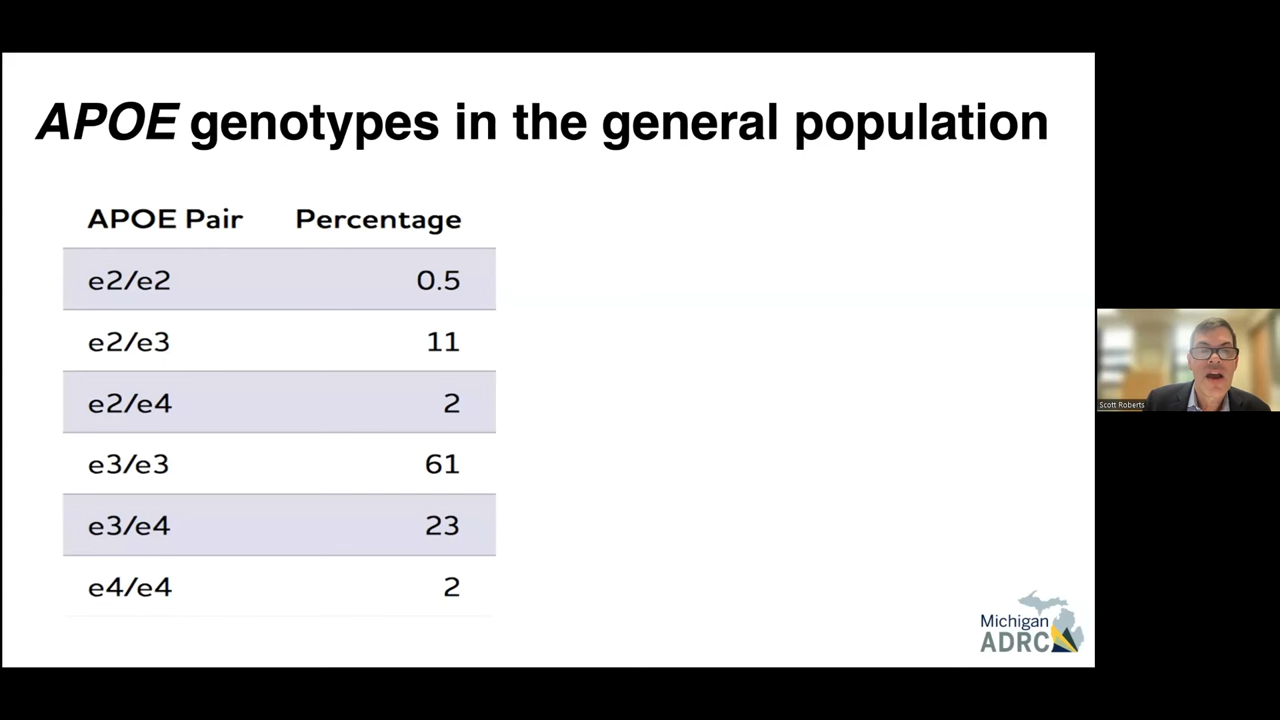 APOE genotypes in the general population
APOE Pair Percentage
e2/e2 0.5
e2/e3 11
e2/e4 2
e3/e3 61
e3/e4 23
e4/e4 2
Michigan
ADRC
Scott Roberts